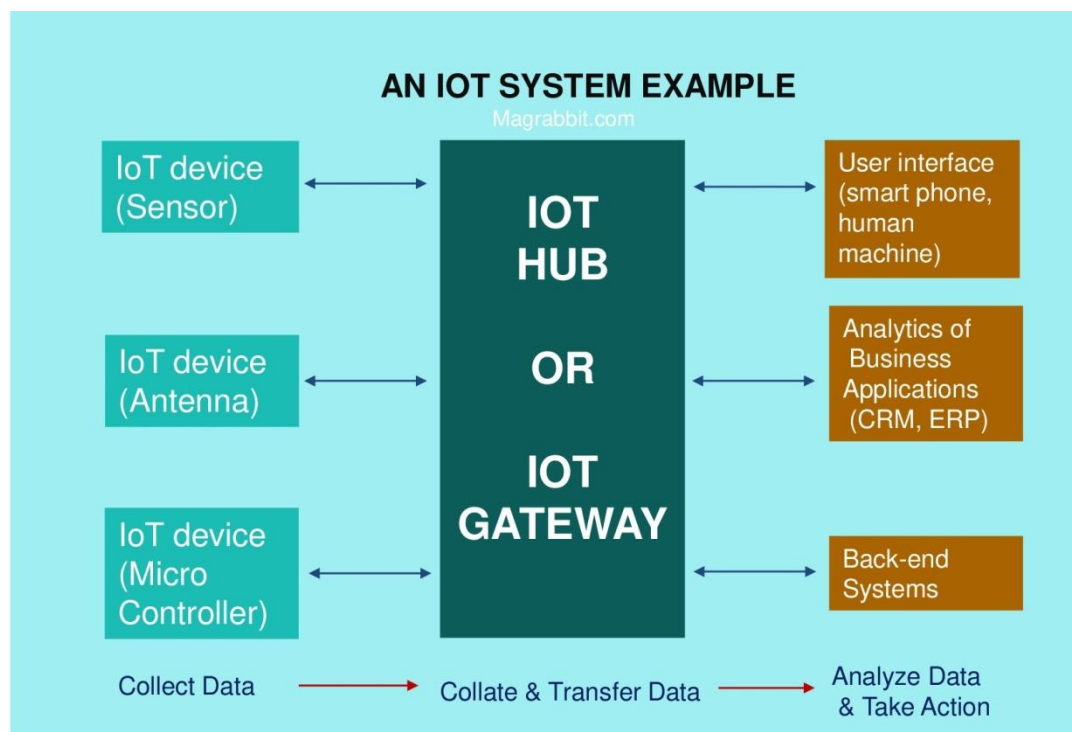 AN IOT SYSTEM EXAMPLE
Magrabbit.com
IoT device
(Sensor)
IoT device
(Antenna)
IoT device
(Micro
Controller)
IOT
HUB
OR
IOT
GATEWAY
User interface
(smart phone,
human
machine)
Analytics of
Business
Applications
(CRM, ERP)
Back-end
Systems
Collect Data
Collate & Transfer Data
Analyze Data
& Take Action